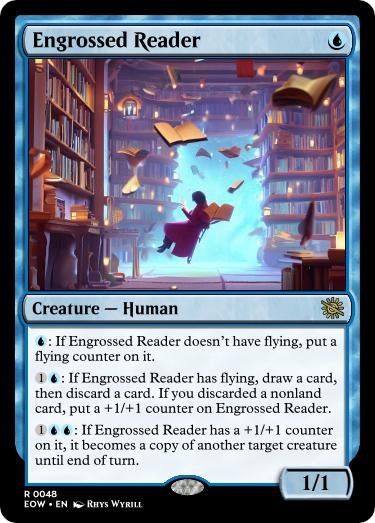 Engrossed Reader
Creature — Human
: If Engrossed Reader doesn't have flying, put a
flying counter on it.
1: If Engrossed Reader has flying, draw a card,
then discard a card. If you discarded a nonland
card, put a +1/+1 counter on Engrossed Reader.
1: If Engrossed Reader has a +1/+1 counter
on it, it becomes a copy of another target creature
until end of turn.
1/1
R 0048
EOW • EN Rhys Wyrill